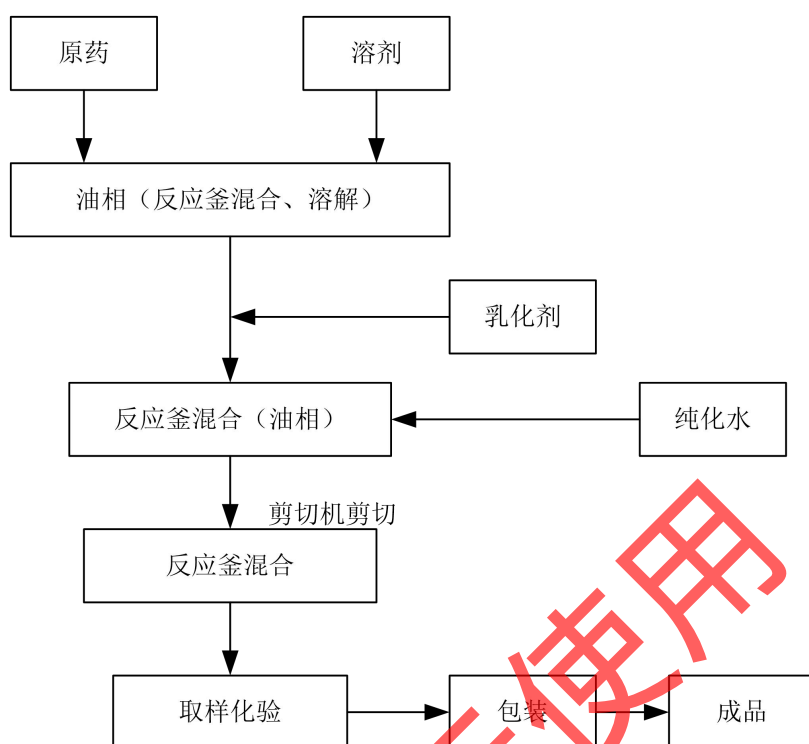 原药
溶剂
油相（反应釜混合、溶解）
乳化剂
反应釜混合（油相）
纯化水
剪切机剪切
反应釜混合
取样化验
包装
成品
使用